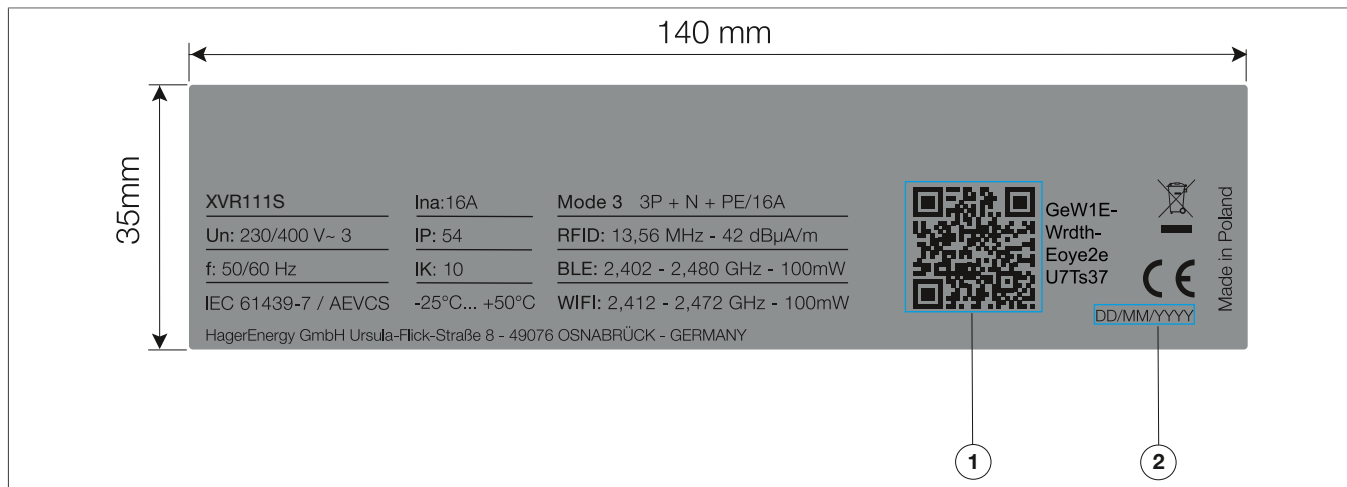 140 mm
35mm
XVR111S
Un: 230/400 V~ 3
f: 50/60 Hz
IEC 61439-7 / AEVCS
Ina:16A
IP: 54
IK: 10
-25°C... +50°C
Mode 3 3P + N + PE/16A
RFID: 13,56 MHz - 42 dBµA/m
BLE: 2,402 - 2,480 GHz - 100mW
WIFI: 2,412 - 2,472 GHz - 100mW
HagerEnergy GmbH Ursula-Flick-Straße 8 - 49076 OSNABRÜCK - GERMANY
GeW1E-
Wrdth-
Eoye2e
U7Ts37
CE
DD/MM/YYYY
Made in Poland
1
2